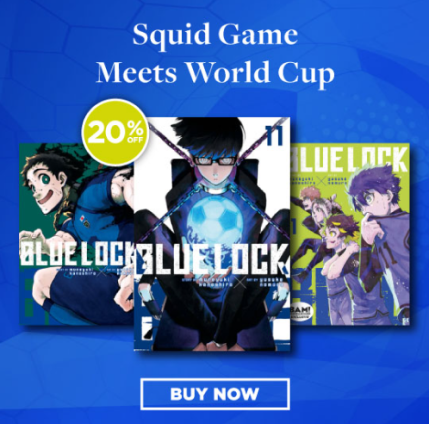 Squid Game
Meets World Cup
20%
OFF
11
BLUE LOCK
BLUE LOCK
BLUE LOCK
BUY NOW